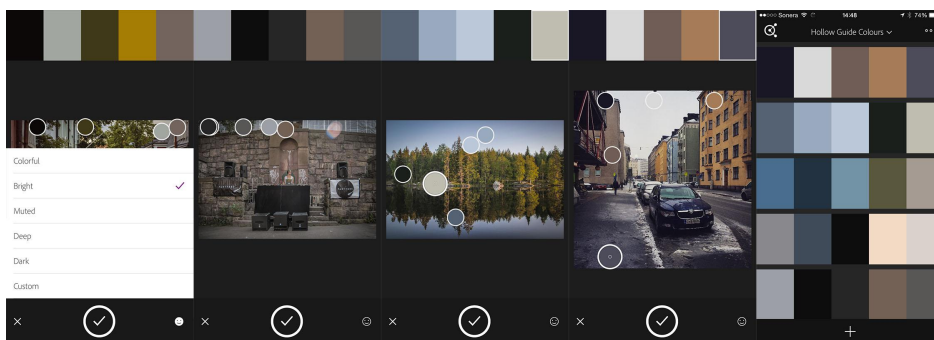 Colorful
Bright
Muted
Deep
Dark
Custom
Sonera
14:48
74%
Hollow Guide Colours